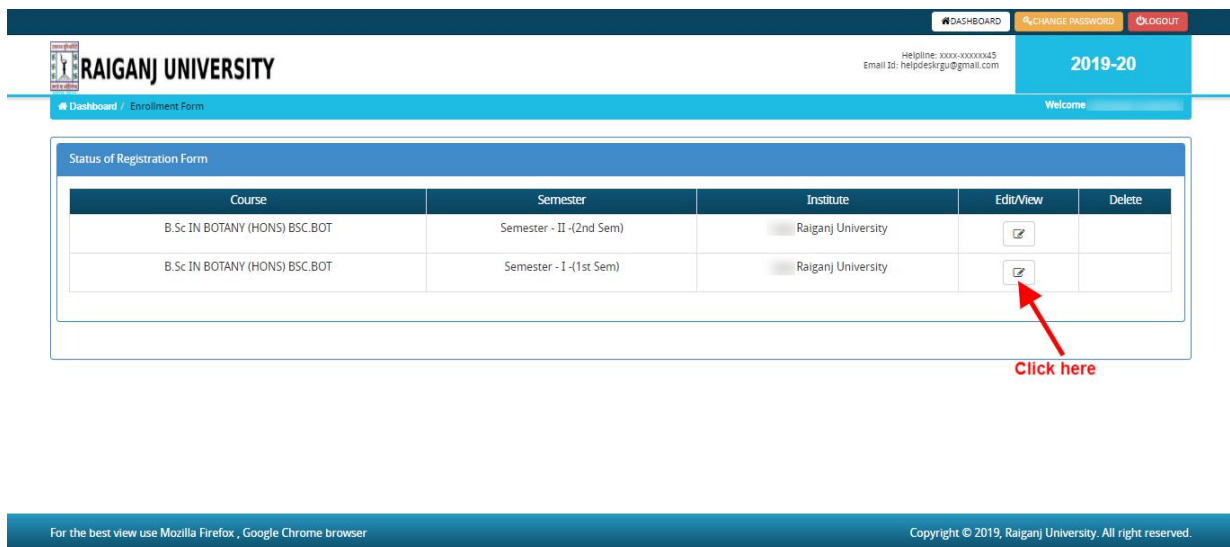 DASHBOARD CHANGE PASSWORD LOGOUT
RAIGANJ UNIVERSITY
Helpline: xxxx-xxxxxx45
Email Id: helpdeskrgu@gmail.com
2019-20
Dashboard / Enrollment Form
Welcome
Status of Registration Form
Course Semester Institute Edit/View Delete
B.Sc IN BOTANY (HONS) BSC.BOT Semester - II -(2nd Sem) Raiganj University
B.Sc IN BOTANY (HONS) BSC.BOT Semester - I -(1st Sem) Raiganj University
Click here
For the best view use Mozilla Firefox , Google Chrome browser Copyright © 2019, Raiganj University. All right reserved.